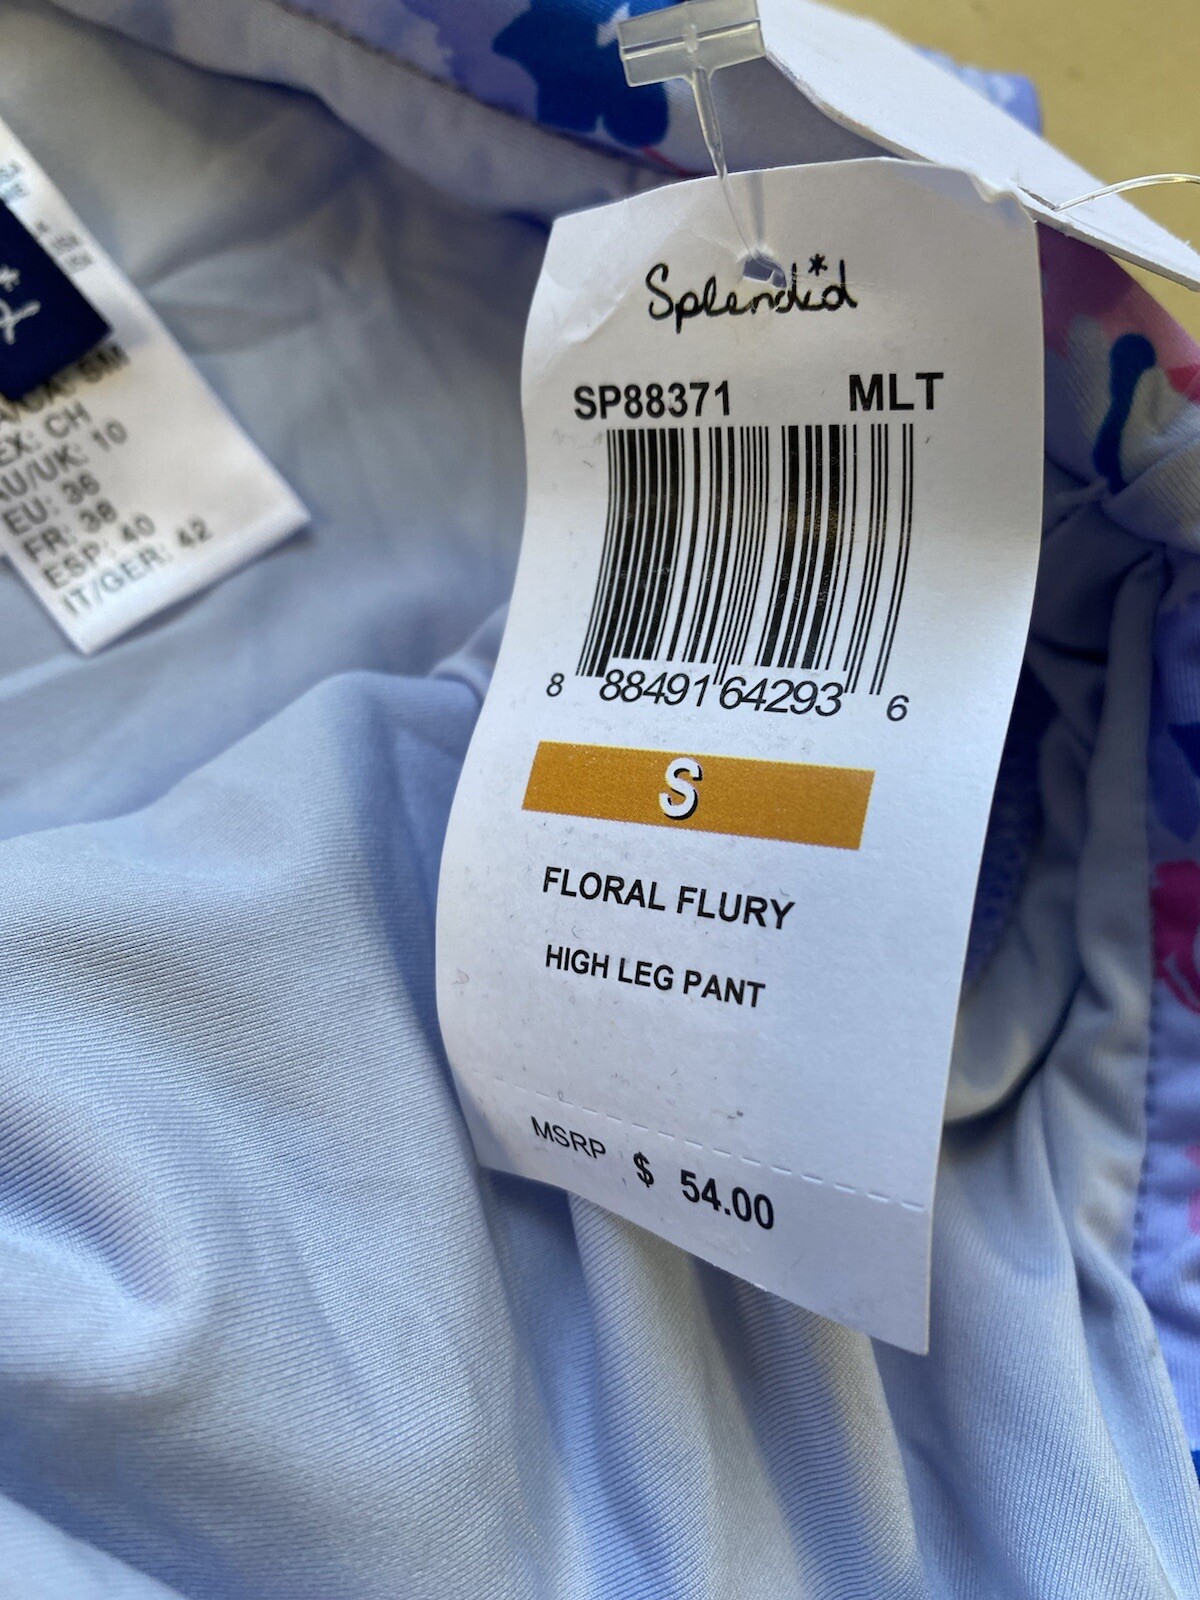 EX: CH
AU/UK: 10
EU: 36
FR: 38
ESP: 40
IT/GER: 42
Splendid
SP88371 MLT
8 88491 64293 6
S
FLORAL FLURY
HIGH LEG PANT
MSRP $ 54.00